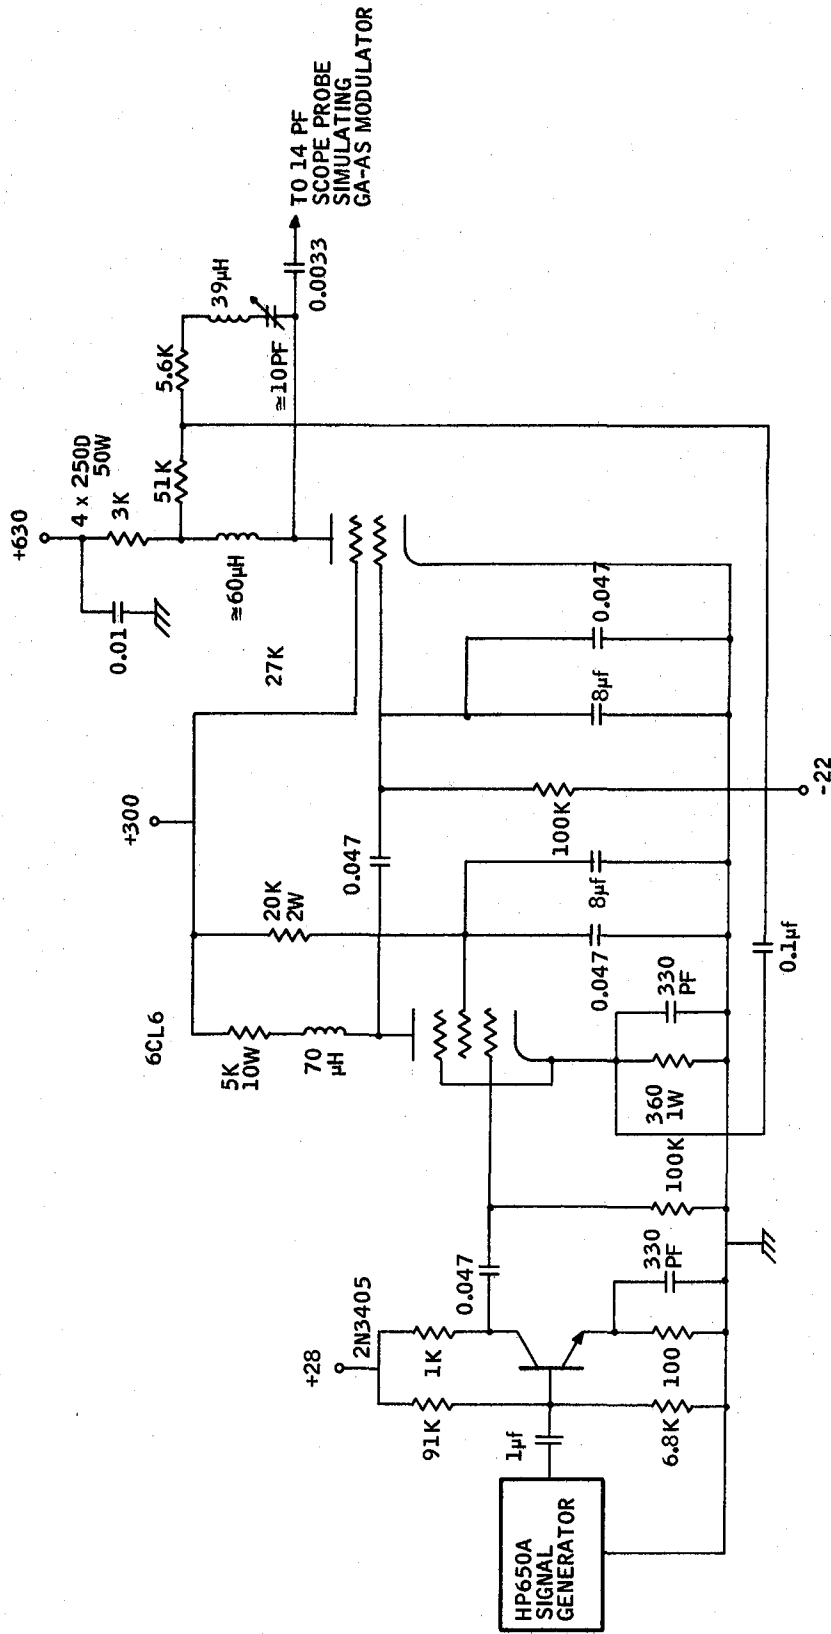 HP650A
SIGNAL
GENERATOR
1μf
91K
6.8K
+28
2N3405
1K
100
330
PF
0.047
100K
6CL6
5K
10W
70
μH
360
1W
330
PF
20K
2W
0.047
8μf
0.1μf
+300
0.047
100K
-22
27K
8μf
0.047
+630
0.01
4 x 250D
50W
3K
≅60μH
51K
5.6K
39μH
≅10PF
0.0033
TO 14 PF
SCOPE PROBE
SIMULATING
GA-AS MODULATOR